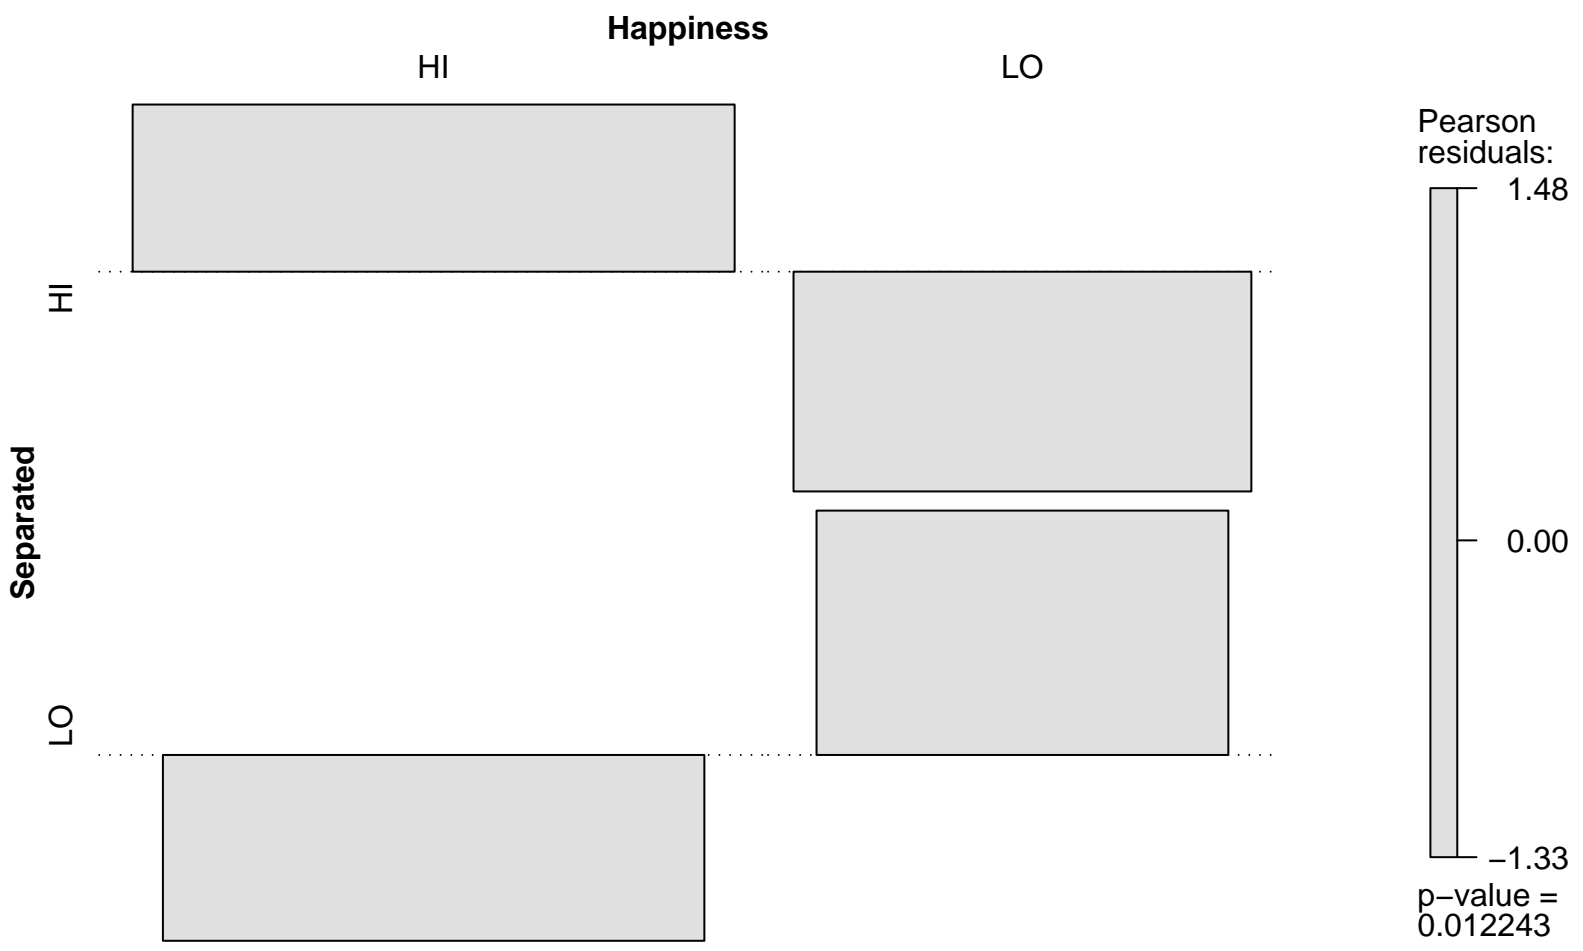 Happiness
HI
LO
Separated
HI
LO
Pearson
residuals:
1.48
0.00
−1.33
p−value =
0.012243